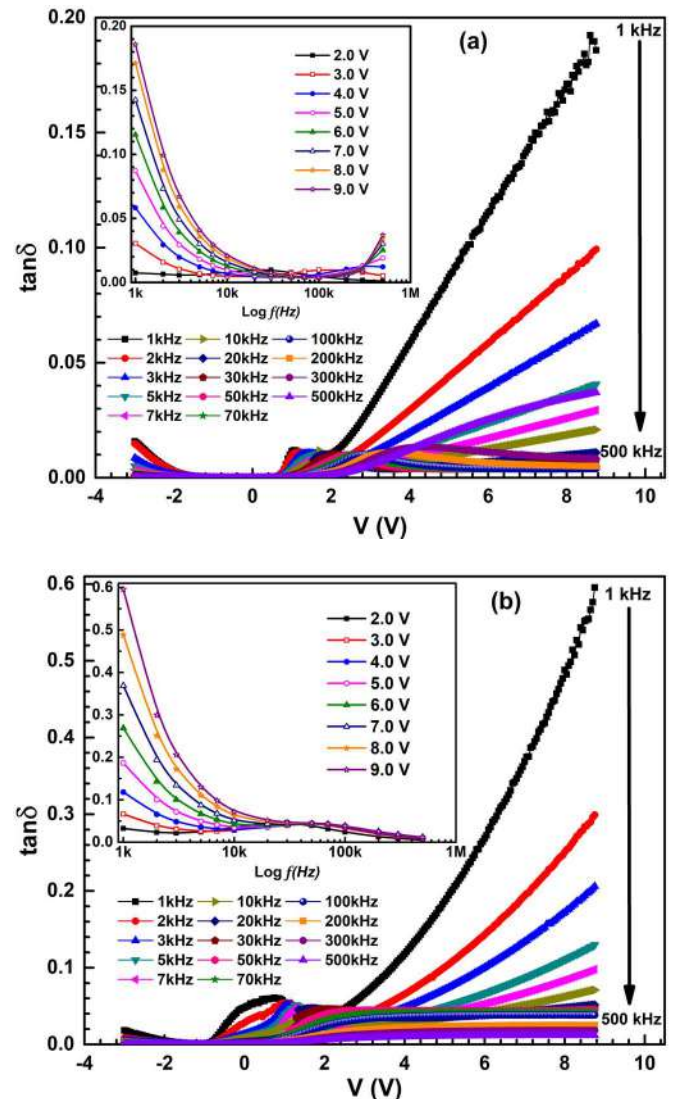 0.20
(a)
1 kHz
0.20
2.0 V
3.0 V
4.0 V
5.0 V
6.0 V
7.0 V
8.0 V
9.0 V
0.15
0.15
0.10
0.05
0.00
1k 10k 100k 1M
Log f(Hz)
0.10
tanδ
1kHz 10kHz 100kHz
2kHz 20kHz 200kHz
3kHz 30kHz 300kHz
5kHz 50kHz 500kHz
7kHz 70kHz
0.05
500 kHz
0.00
-4 -2 0 2 4 6 8 10
V (V)
0.6
(b)
1 kHz
0.6
2.0 V
3.0 V
4.0 V
5.0 V
6.0 V
7.0 V
8.0 V
9.0 V
0.5
0.5
0.4
0.3
0.2
0.1
0.0
1k 10k 100k 1M
Log f(Hz)
0.4
0.3
tanδ
0.2
1kHz 10kHz 100kHz
2kHz 20kHz 200kHz
3kHz 30kHz 300kHz
5kHz 50kHz 500kHz
7kHz 70kHz
0.1
500 kHz
0.0
-4 -2 0 2 4 6 8 10
V (V)